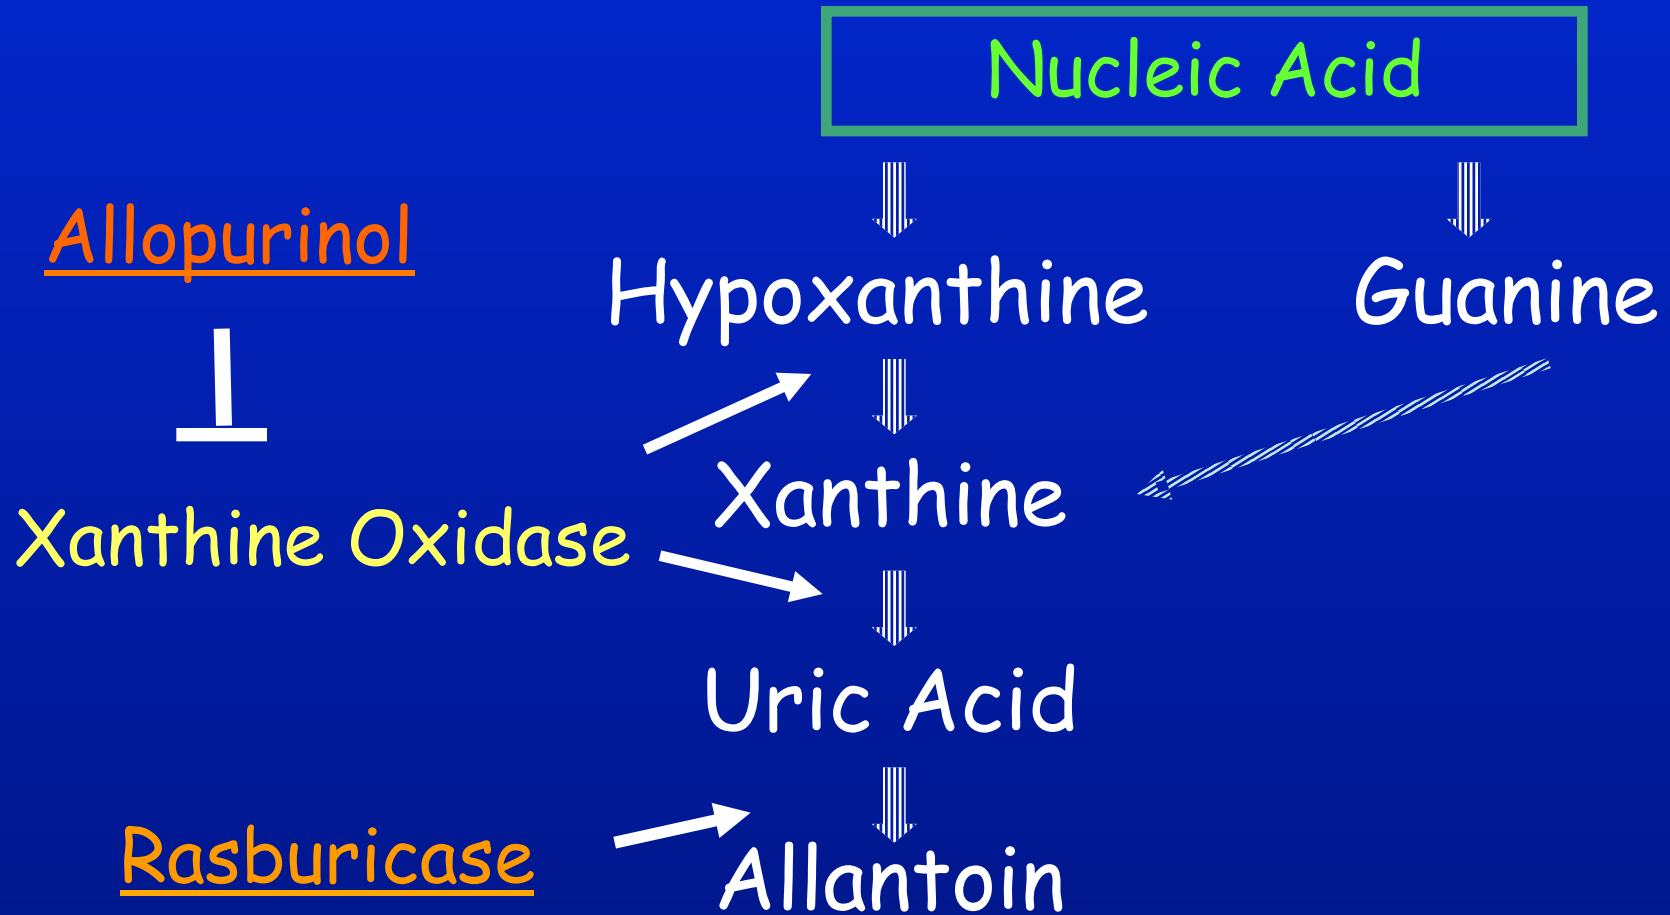 Nucleic Acid
Allopurinol
Hypoxanthine
Guanine
Xanthine
Xanthine Oxidase
Uric Acid
Rasburicase
Allantoin